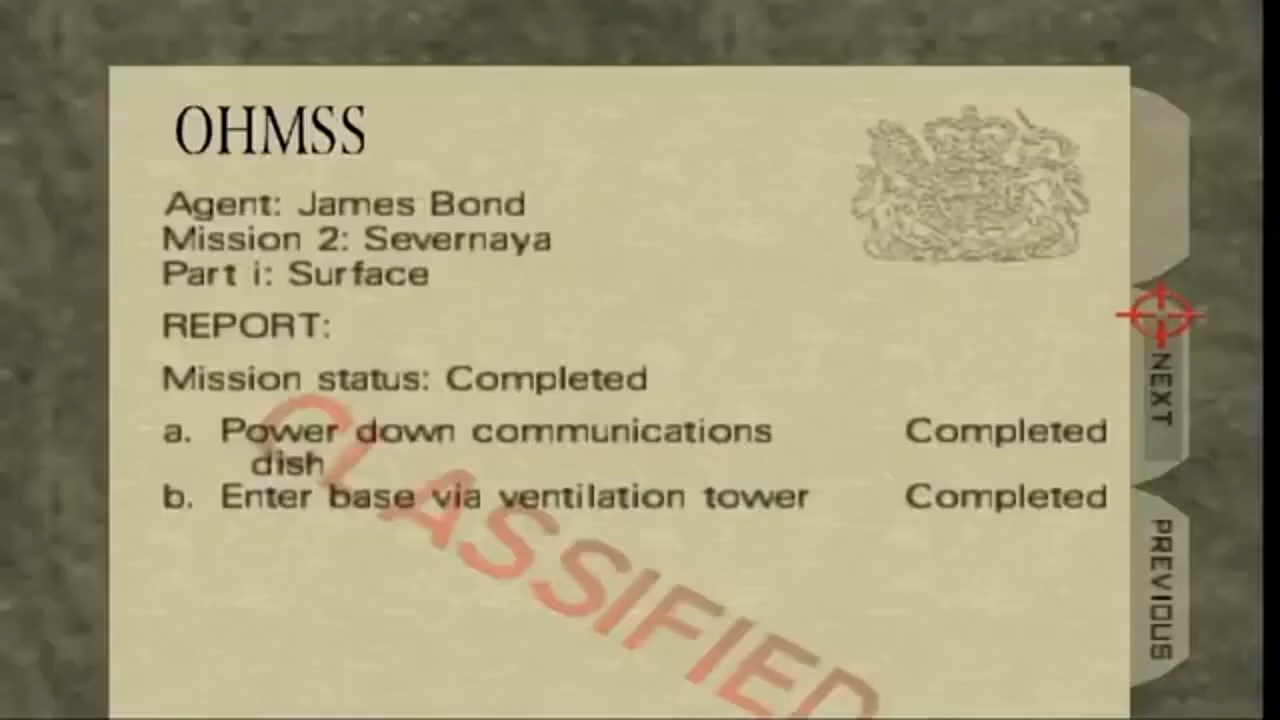 OHMSS
Agent: James Bond
Mission 2: Severnaya
Part i: Surface
REPORT:
Mission status: Completed
a. Power down communications Completed
dish
b. Enter base via ventilation tower Completed
CLASSIFIED
NEXT
PREVIOUS